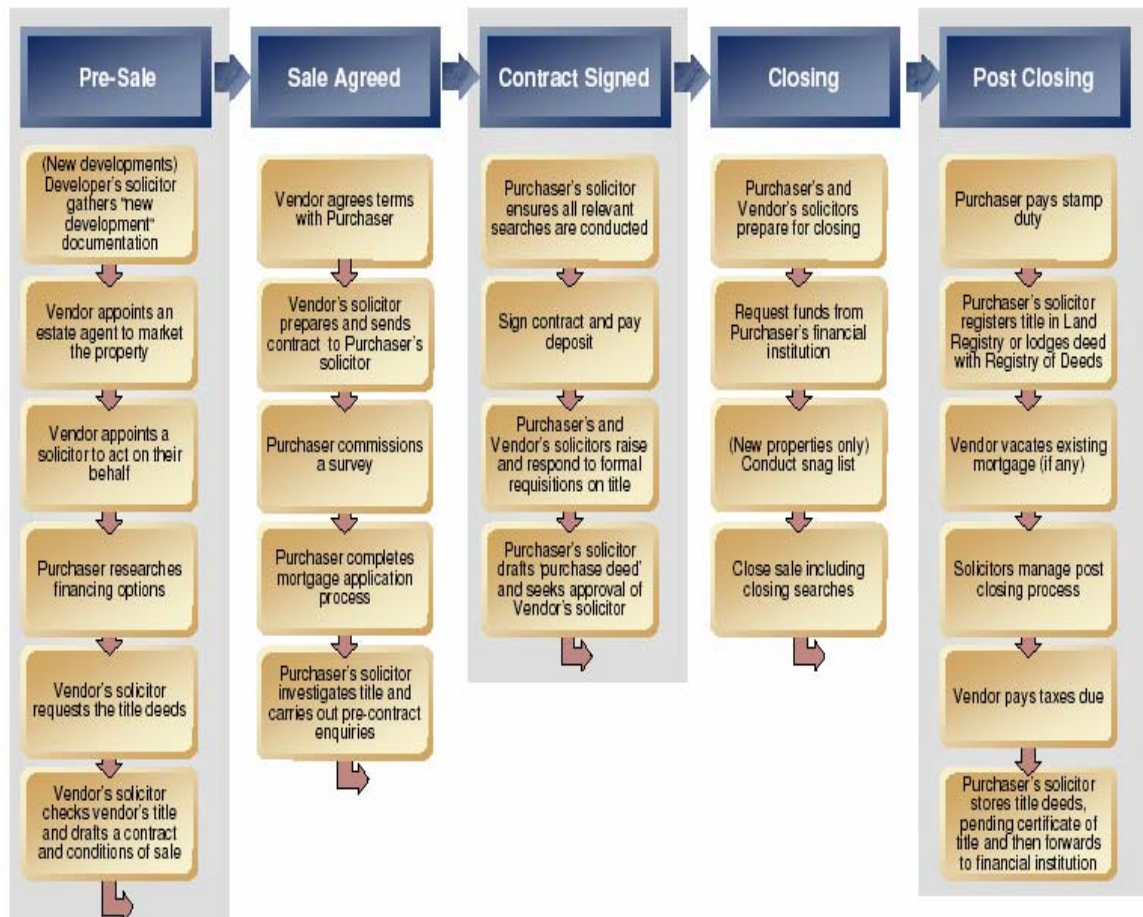 Pre-Sale
(New developments)
Developer's solicitor
gathers "new
development"
documentation
Vendor appoints an
estate agent to market
the property
Vendor appoints a
solicitor to act on their
behalf
Purchaser researches
financing options
Vendor's solicitor
requests the title deeds
Vendor's solicitor
checks vendor's title
and drafts a contract
and conditions of sale
Sale Agreed
Vendor agrees terms
with Purchaser
Vendor's solicitor
prepares and sends
contract to Purchaser's
solicitor
Purchaser commissions
a survey
Purchaser completes
mortgage application
process
Purchaser's solicitor
investigates title and
carries out pre-contract
enquiries
Contract Signed
Purchaser's solicitor
ensures all relevant
searches are conducted
Sign contract and pay
deposit
Purchaser's and
Vendor's solicitors raise
and respond to formal
requisitions on title
Purchaser's solicitor
drafts 'purchase deed'
and seeks approval of
Vendor's solicitor
Closing
Purchaser's and
Vendor's solicitors
prepare for closing
Request funds from
Purchaser's financial
institution
(New properties only)
Conduct snag list
Close sale including
closing searches
Post Closing
Purchaser pays stamp
duty
Purchaser's solicitor
registers title in Land
Registry or lodges deed
with Registry of Deeds
Vendor vacates existing
mortgage (if any)
Solicitors manage post
closing process
Vendor pays taxes due
Purchaser's solicitor
stores title deeds,
pending certificate of
title and then forwards
to financial institution